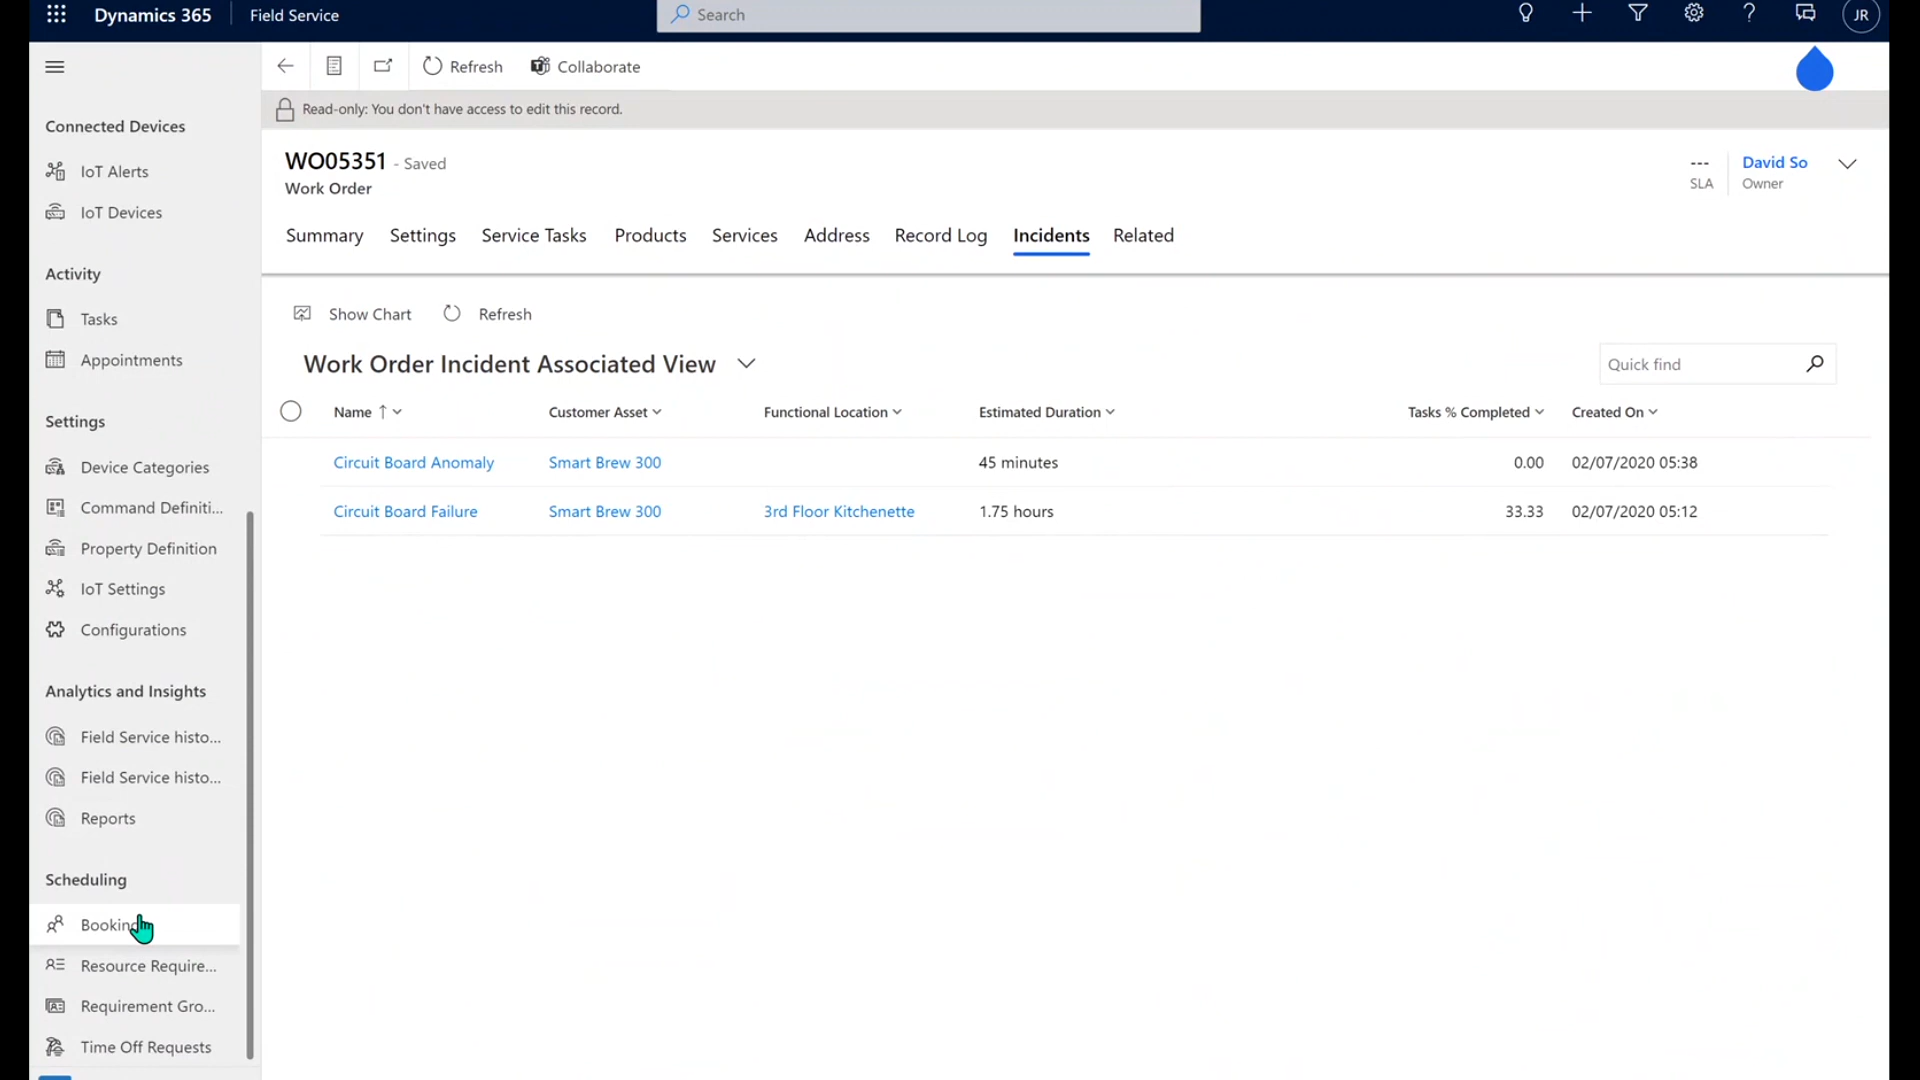 Dynamics 365
Field Service
Search
JR
Refresh
Collaborate
Read-only: You don't have access to edit this record.
WO05351 - Saved
Work Order
---
SLA
David So
Owner
Summary
Settings
Service Tasks
Products
Services
Address
Record Log
Incidents
Related
Show Chart
Refresh
Work Order Incident Associated View
Quick find
Name
Customer Asset
Functional Location
Estimated Duration
Tasks % Completed
Created On
Circuit Board Anomaly
Smart Brew 300
45 minutes
0.00
02/07/2020 05:38
Circuit Board Failure
Smart Brew 300
3rd Floor Kitchenette
1.75 hours
33.33
02/07/2020 05:12
Connected Devices
IoT Alerts
IoT Devices
Activity
Tasks
Appointments
Settings
Device Categories
Command Definiti...
Property Definition
IoT Settings
Configurations
Analytics and Insights
Field Service histo...
Field Service histo...
Reports
Scheduling
Resource Require...
Requirement Gro...
Time Off Requests